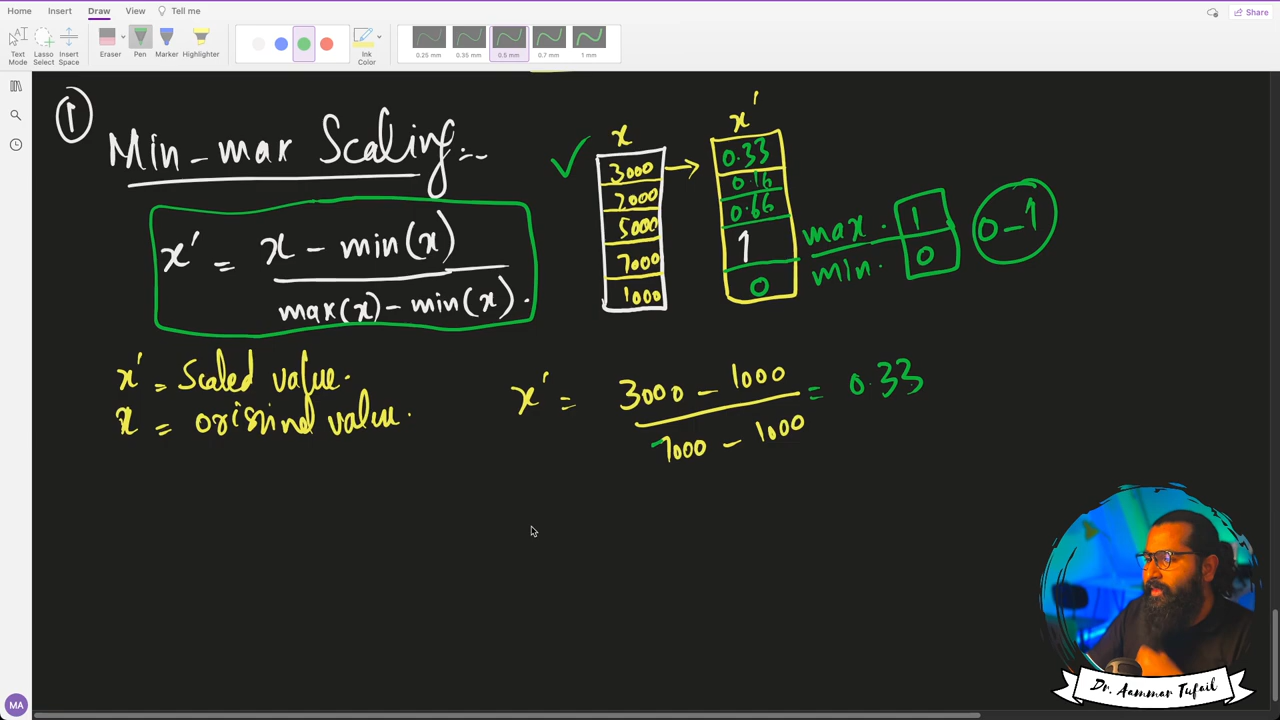 Home Insert Draw View Tell me
Share
Text Mode
Lasso Select
Insert Space
Eraser
Pen
Marker
Highlighter
Ink Color
0.25 mm
0.35 mm
0.5 mm
0.7 mm
1 mm
① Min-max Scaling:-
x' = x - min(x) / max(x) - min(x).
x' = Scaled value.
x = original value.
x → x'
3000 0.33
2000 0.16
5000 0.66
7000 1
1000 0
max. 1
min. 0
0-1
x' = 3000 - 1000 / 7000 - 1000 = 0.33
MA
Dr. Aammar Tufail